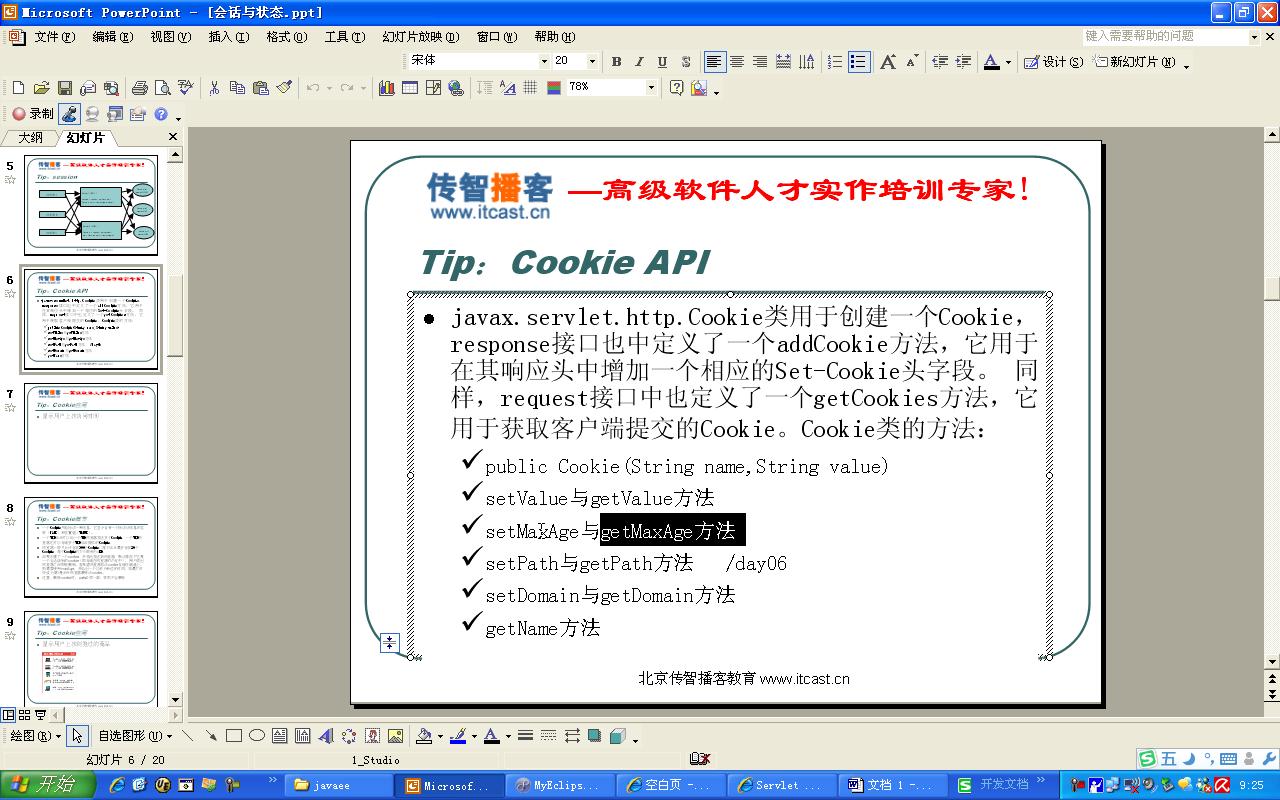 Microsoft PowerPoint - [会话与状态.ppt]
文件(F) 编辑(E) 视图(V) 插入(I) 格式(O) 工具(T) 幻灯片放映(D) 窗口(W) 帮助(H) 键入需要帮助的问题
宋体 20 B I U S A A A 设计(S) 新幻灯片(N)
78%
录制
大纲 幻灯片
5
Tip: session
6
Tip: Cookie API
7
8
9
传智播客 —高级软件人才实作培训专家!
www.itcast.cn
Tip: Cookie API
javax.servlet.http.Cookie类用于创建一个Cookie,
response接口也中定义了一个addCookie方法,它用于
在其响应头中增加一个相应的Set-Cookie头字段。 同
样,request接口中也定义了一个getCookies方法,它
用于获取客户端提交的Cookie。Cookie类的方法:
public Cookie(String name,String value)
setValue与getValue方法
setMaxAge与getMaxAge方法
setPath与getPath方法 /day06
setDomain与getDomain方法
getName方法
北京传智播客教育 www.itcast.cn
绘图(R) 自选图形(U)
幻灯片 6 / 20 1_Studio 五
开始 javaee Microsof... MyEclips... 空白页 -... Servlet ... 文档 1 -... 开发文档 9:25